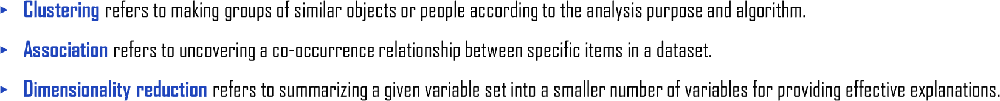 ▸ Clustering refers to making groups of similar objects or people according to the analysis purpose and algorithm.
▸ Association refers to uncovering a co-occurrence relationship between specific items in a dataset.
▸ Dimensionality reduction refers to summarizing a given variable set into a smaller number of variables for providing effective explanations.